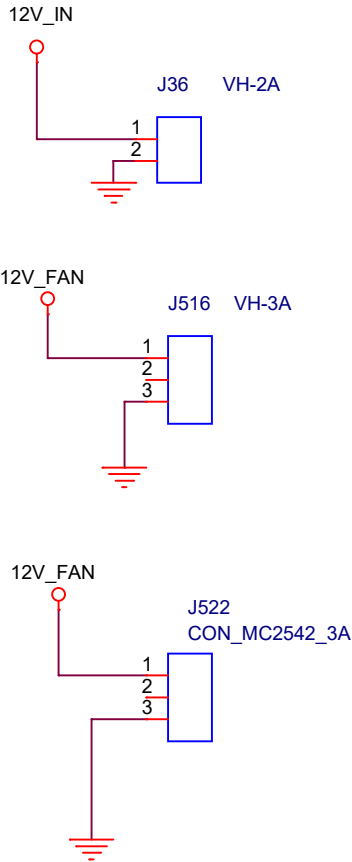 12V_IN
J36 VH-2A
1
2
12V_FAN
J516 VH-3A
1
2
3
12V_FAN
J522
CON_MC2542_3A
1
2
3